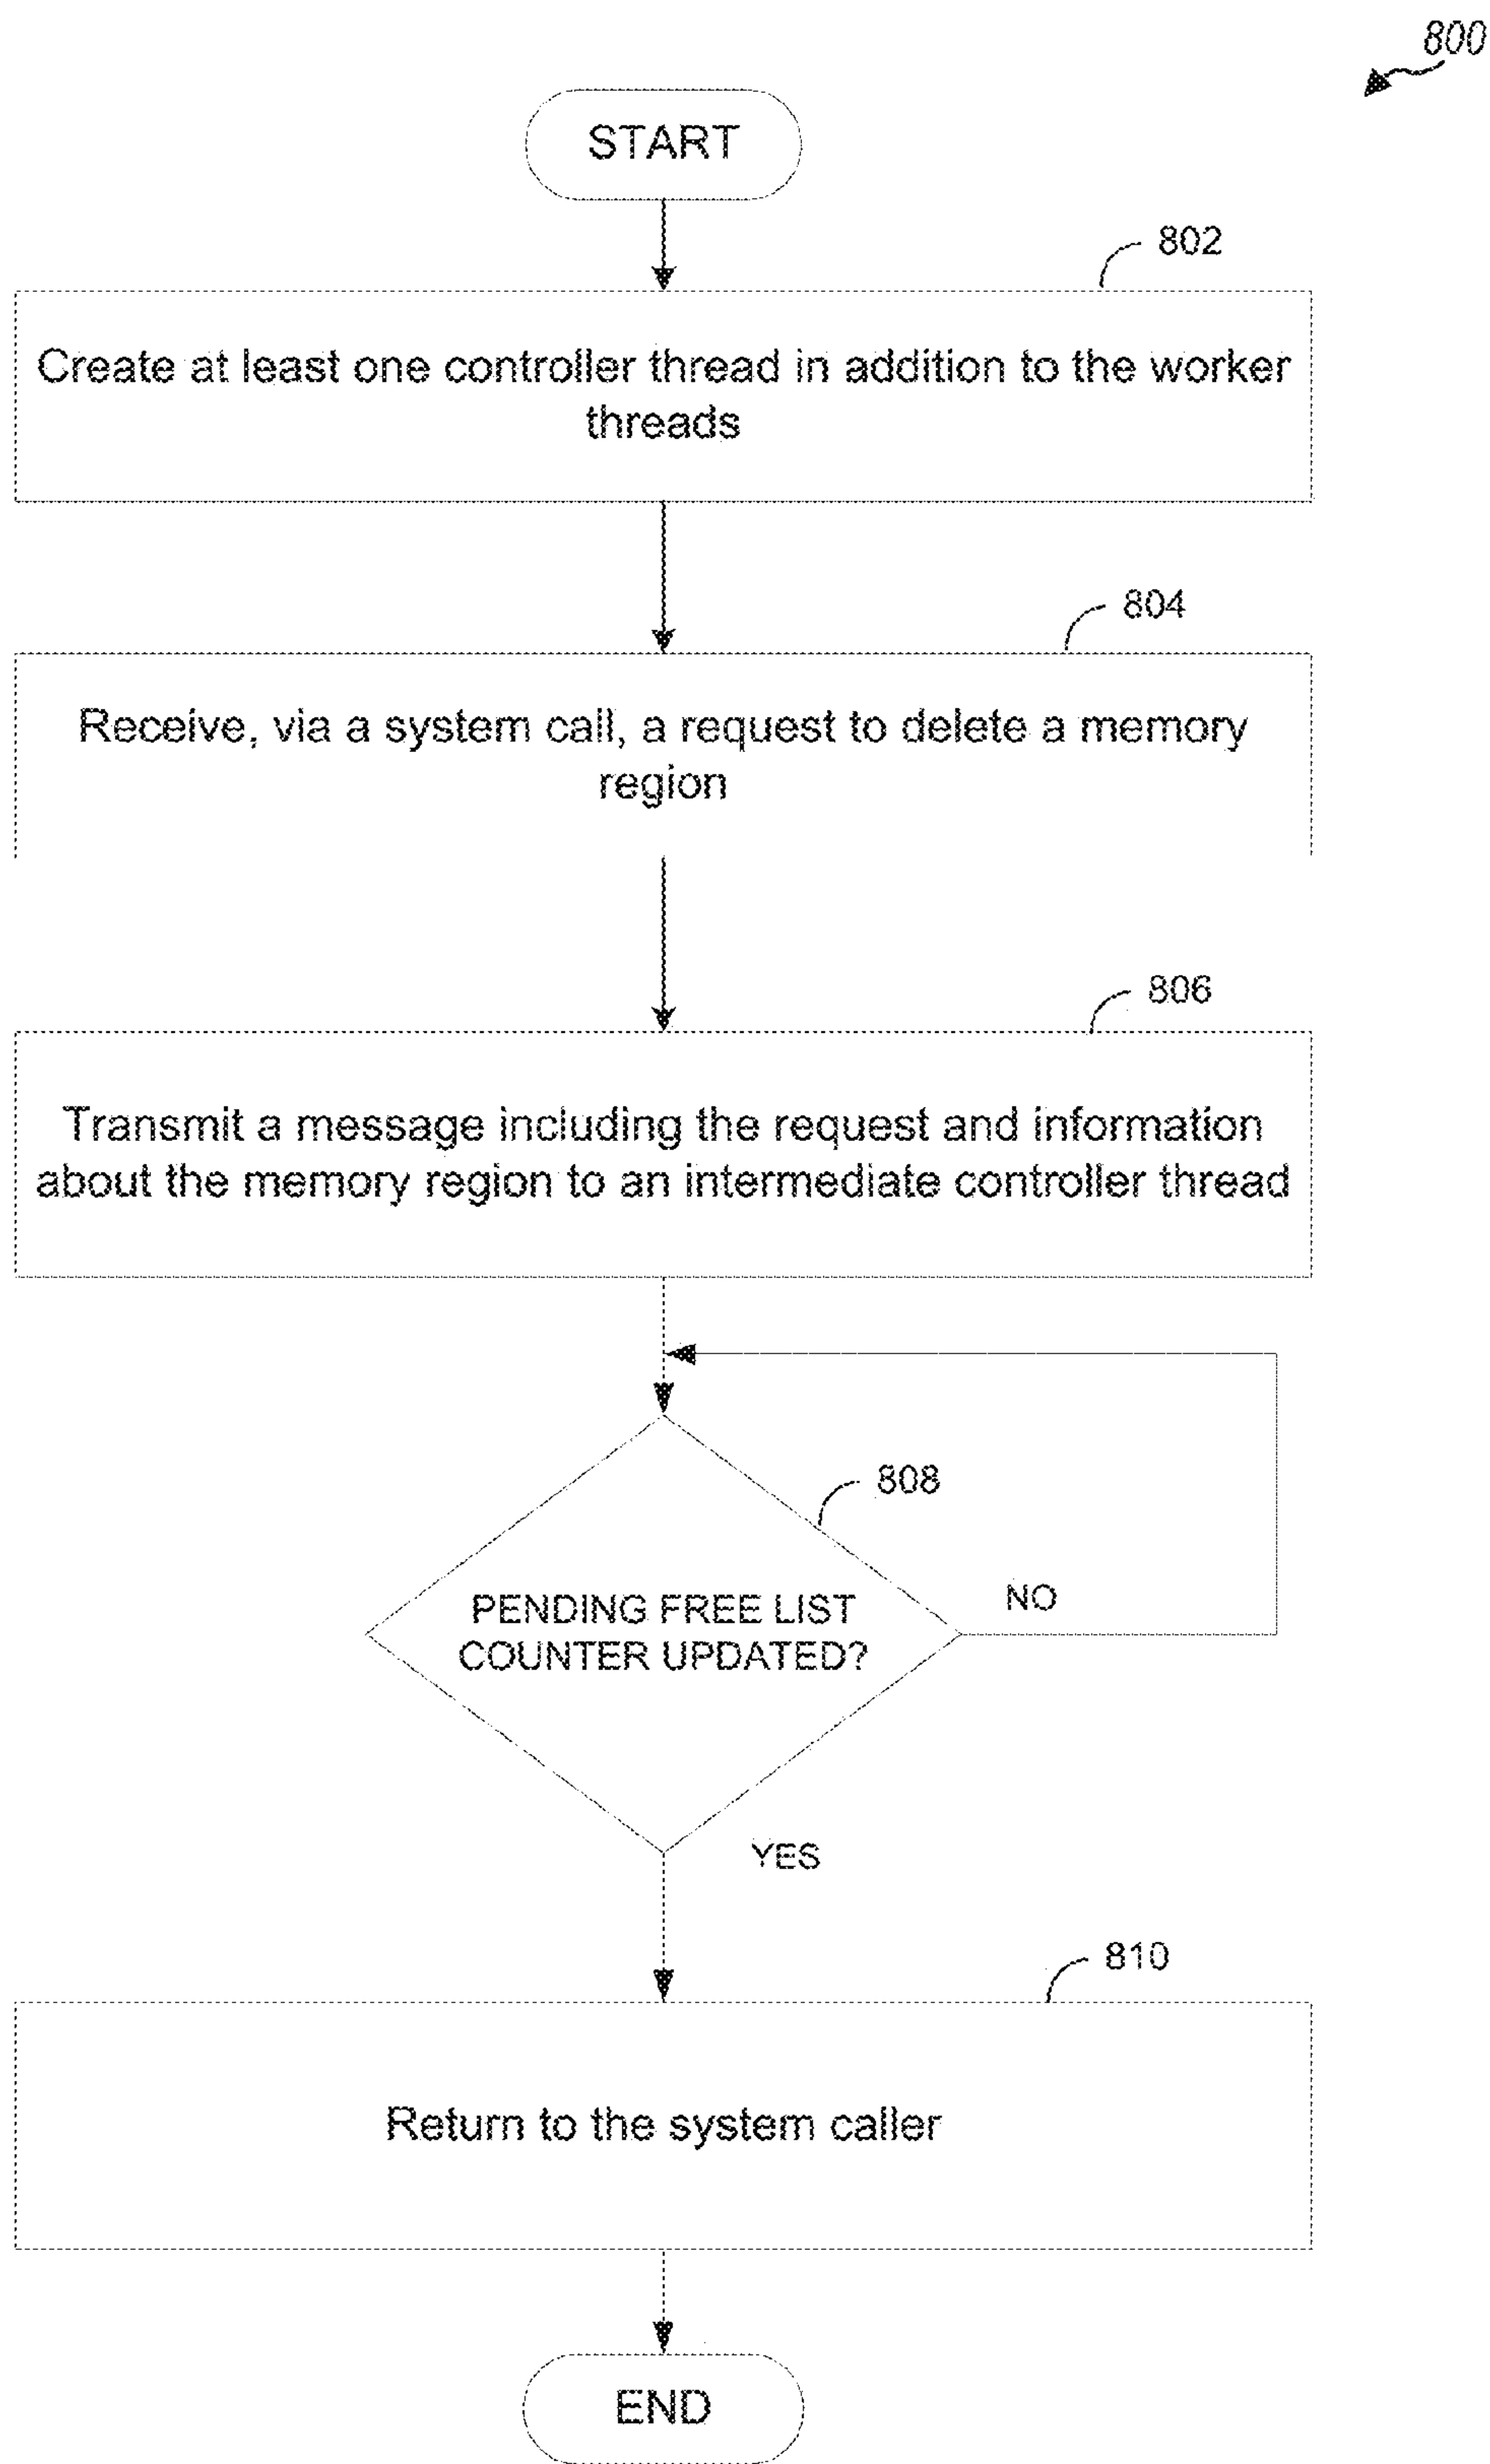 800
START
802
Create at least one controller thread in addition to the worker
threads
804
Receive, via a system call, a request to delete a memory
region
806
Transmit a message including the request and information
about the memory region to an intermediate controller thread
808
PENDING FREE LIST
COUNTER UPDATED?
NO
YES
810
Return to the system caller
END